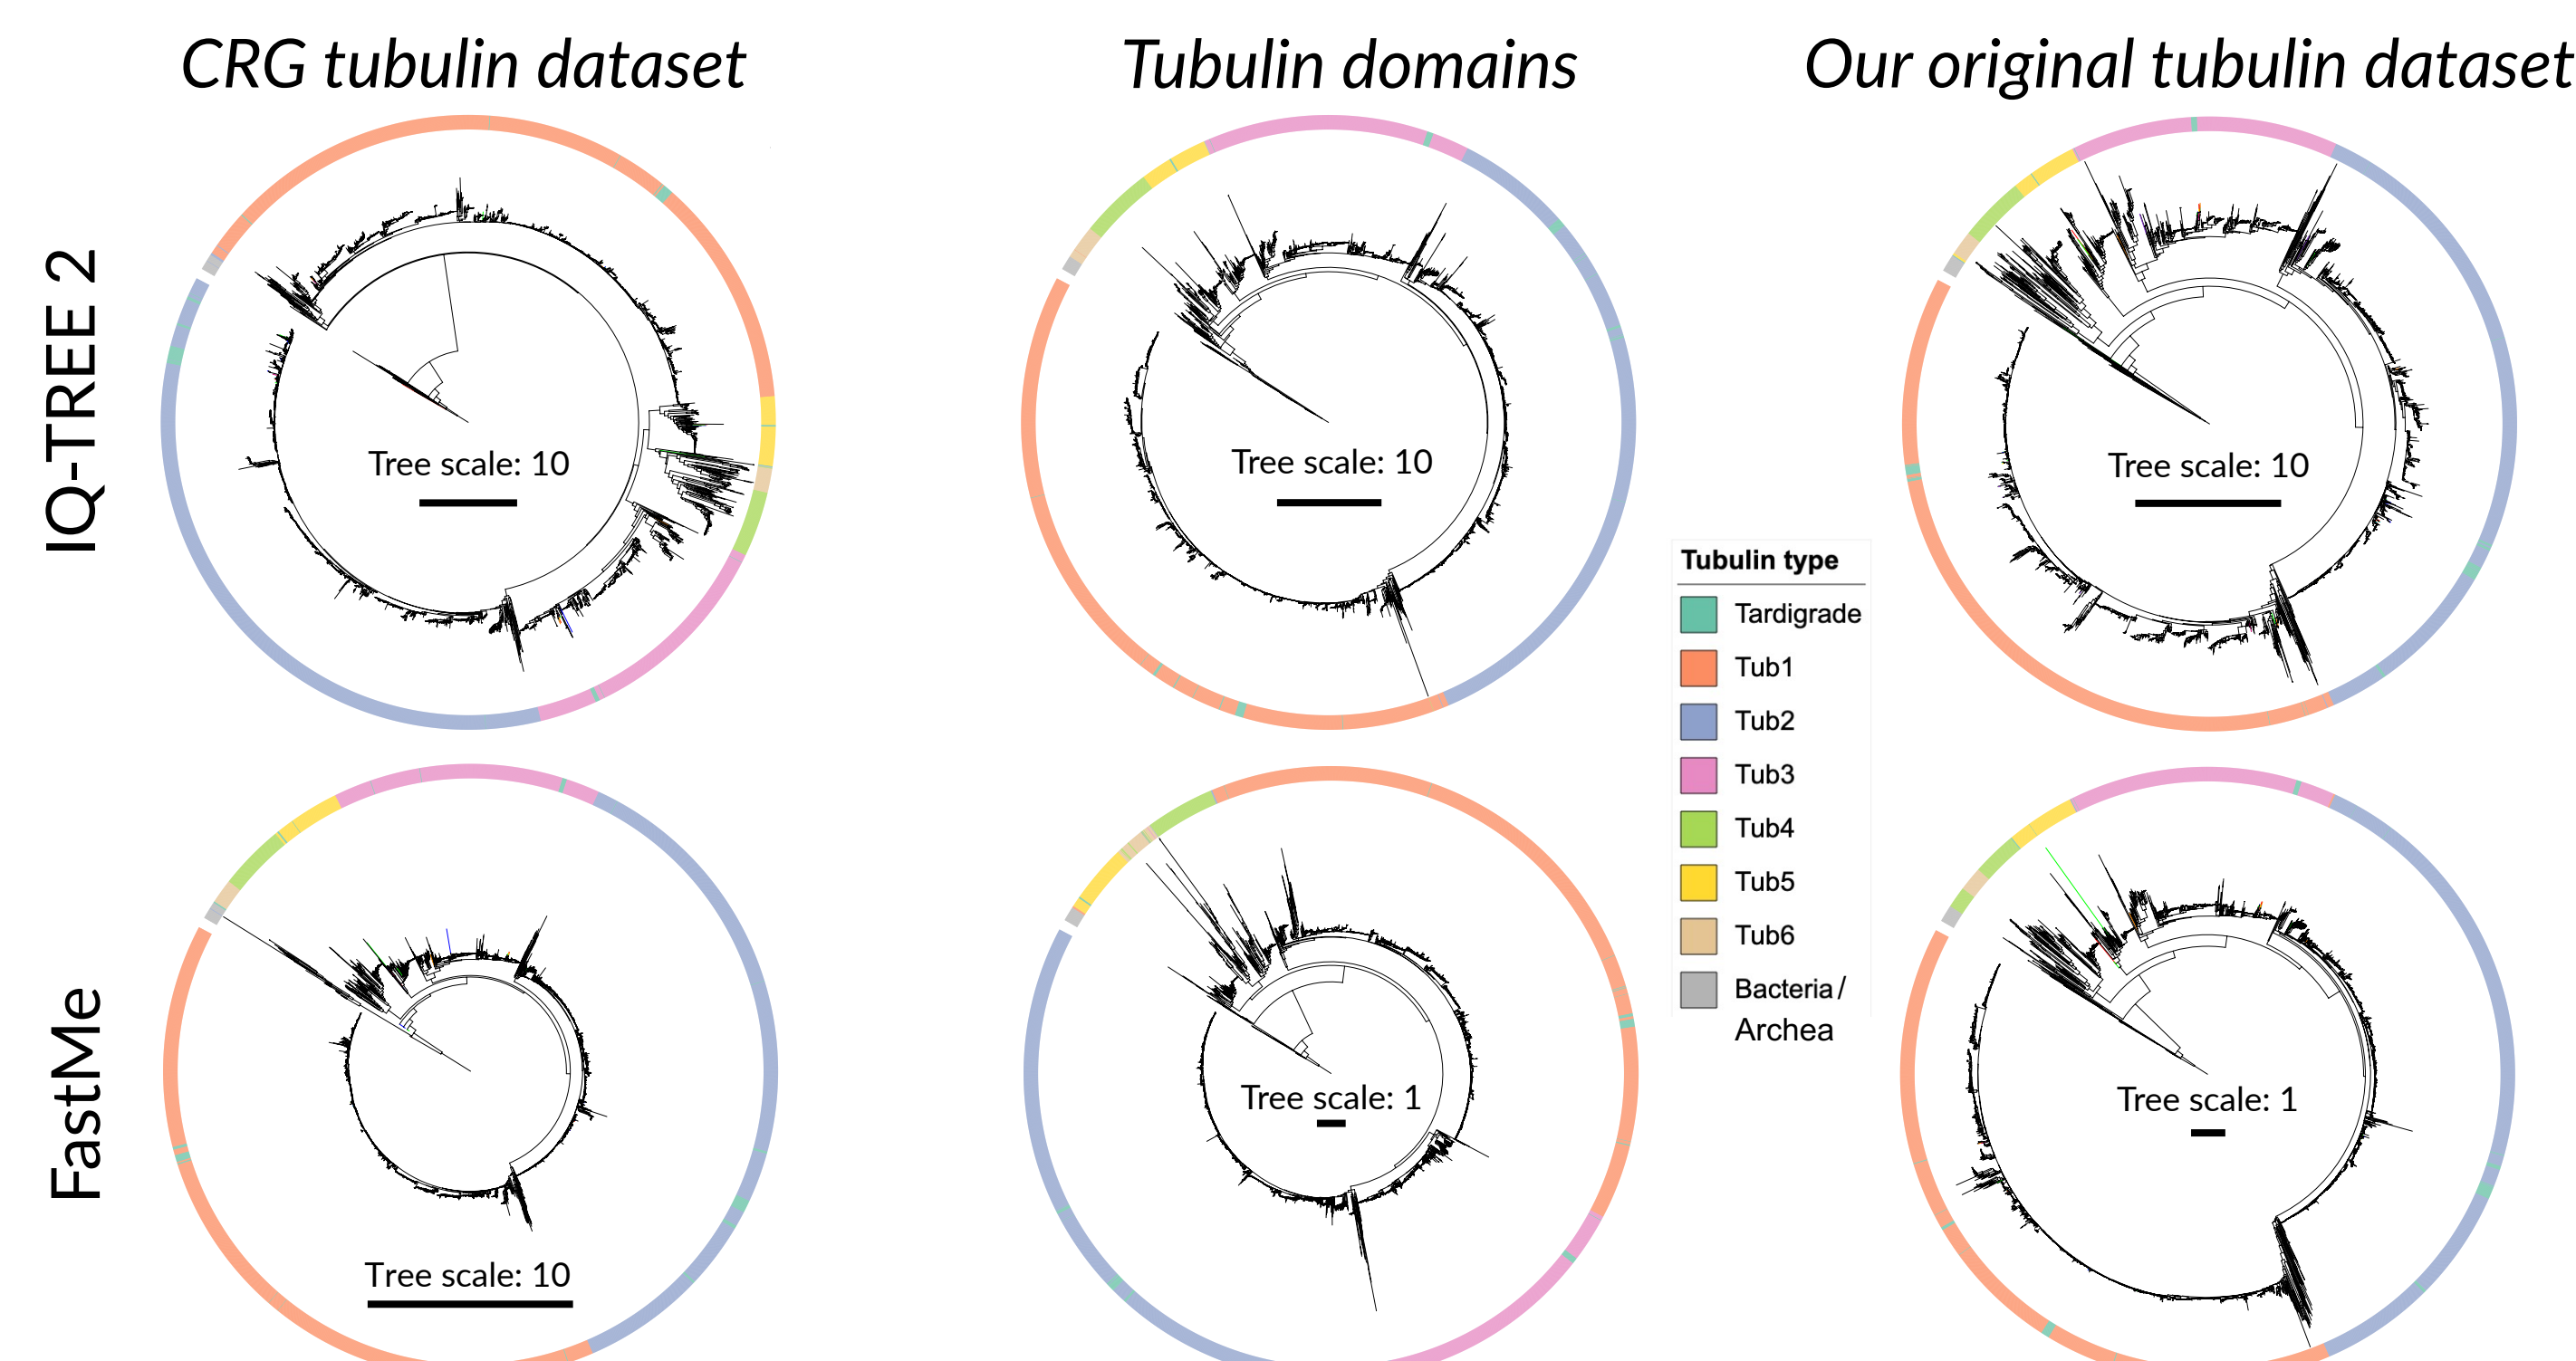 CRG tubulin dataset
Tubulin domains
Our original tubulin dataset
IQ-TREE 2
Tree scale: 10
Tree scale: 10
Tree scale: 10
Tubulin type
Tardigrade
Tub1
Tub2
Tub3
Tub4
Tub5
Tub6
Bacteria/
Archea
FastMe
Tree scale: 10
Tree scale: 1
Tree scale: 1